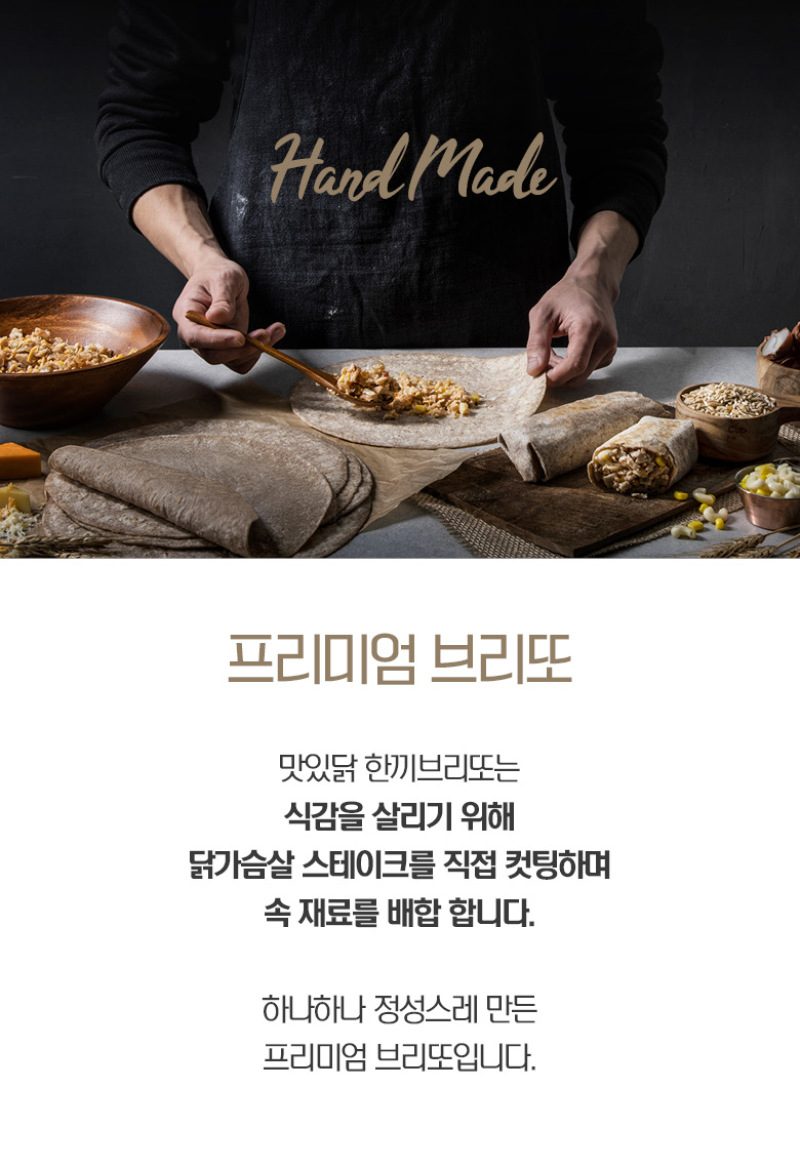 Hand Made
프리미엄 브리또
맛있닭 한끼브리또는
식감을 살리기 위해
닭가슴살 스테이크를 직접 컷팅하며
속 재료를 배합 합니다.
하나하나 정성스레 만든
프리미엄 브리또입니다.